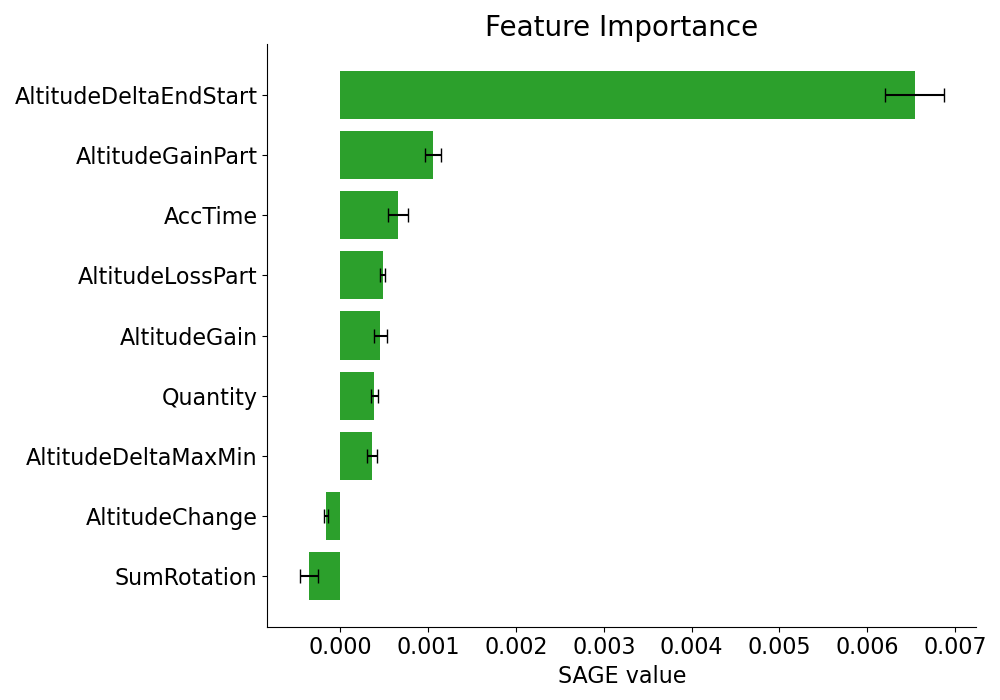 Feature Importance
AltitudeDeltaEndStart
AltitudeGainPart
AccTime
AltitudeLossPart
AltitudeGain
Quantity
AltitudeDeltaMaxMin
AltitudeChange
SumRotation
0.000 0.001 0.002 0.003 0.004 0.005 0.006 0.007
SAGE value